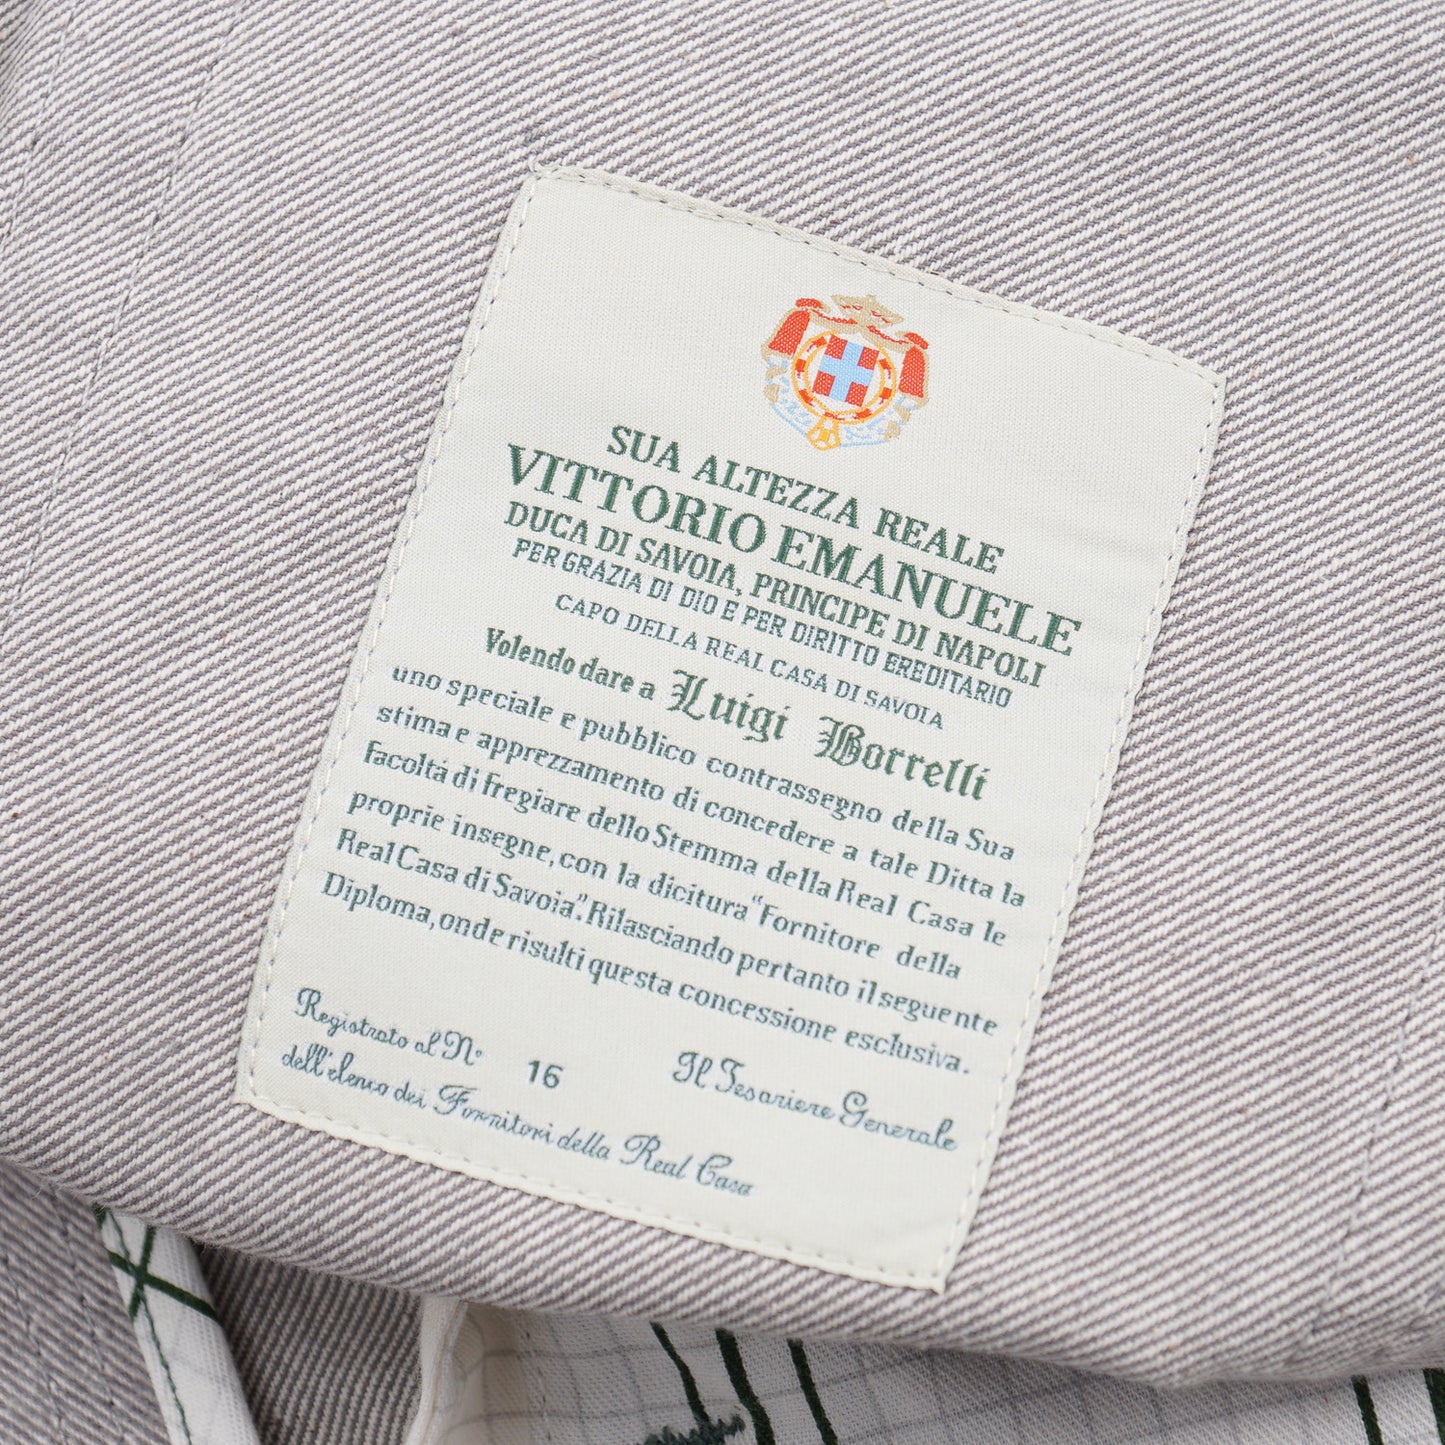 SUA ALTEZZA REALE
VITTORIO EMANUELE
DUCA DI SAVOIA, PRINCIPE DI NAPOLI
PER GRAZIA DI DIO E PER DIRITTO EREDITARIO
CAPO DELLA REAL CASA DI SAVOIA
Volendo dare a Luigi Borrelli
uno speciale e pubblico contrassegno della Sua
stima e apprezzamento di concedere a tale Ditta la
facoltá di fregiare dello Stemma della Real Casa le
proprie insegne, con la dicitura "Fornitore della
Real Casa di Savoia". Rilasciando pertanto il seguente
Diploma, onde risulti questa concessione esclusiva.
Registrato al N° 16 Il Tesoriere Generale
dell'elenco dei Fornitori della Real Casa